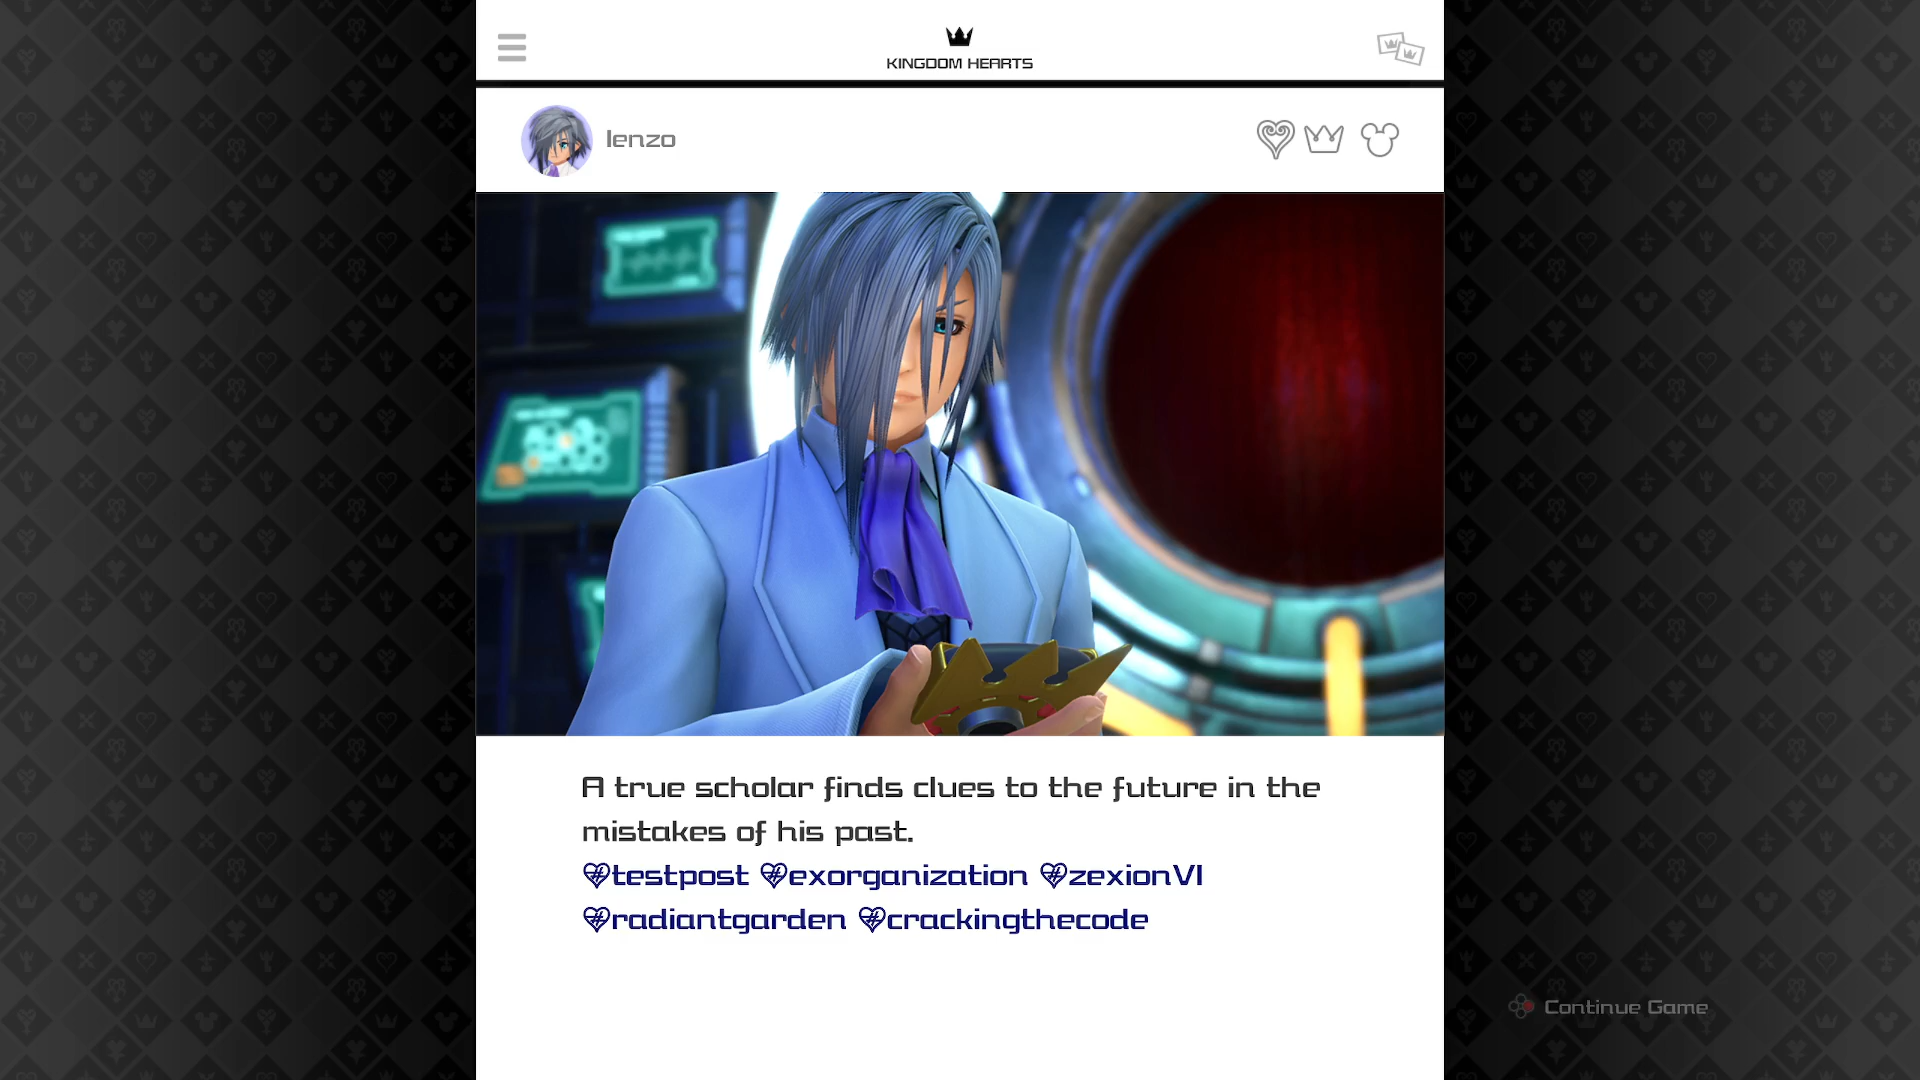 KINGDOM HEARTS
Ienzo
A true scholar finds clues to the future in the
mistakes of his past.
#testpost #exorganization #zexionVI
#radiantgarden #crackingthecode
Continue Game